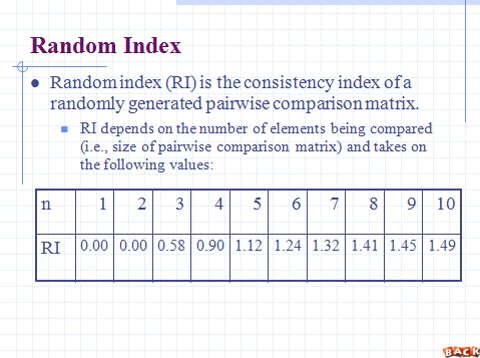 Random Index
Random index (RI) is the consistency index of a
randomly generated pairwise comparison matrix.
RI depends on the number of elements being compared
(i.e., size of pairwise comparison matrix) and takes on
the following values:
n 1 2 3 4 5 6 7 8 9 10
RI 0.00 0.00 0.58 0.90 1.12 1.24 1.32 1.41 1.45 1.49
BACK